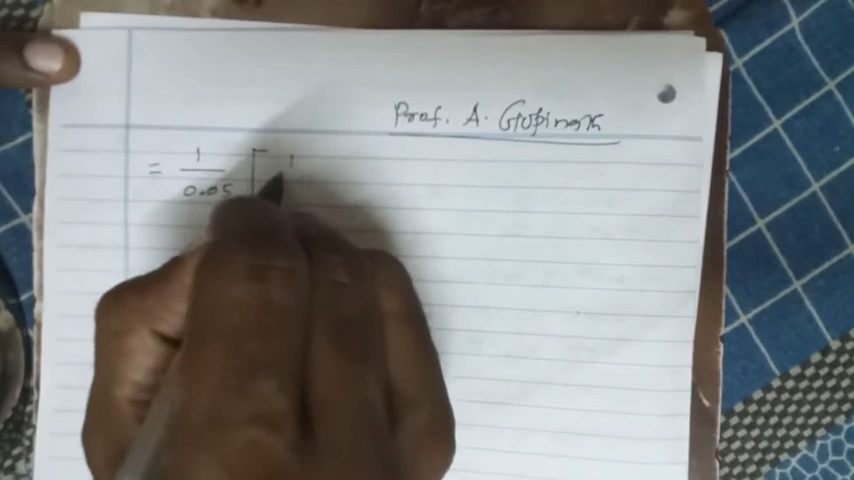 Prof. A. Gopinath
= 1/0.05 [ 1